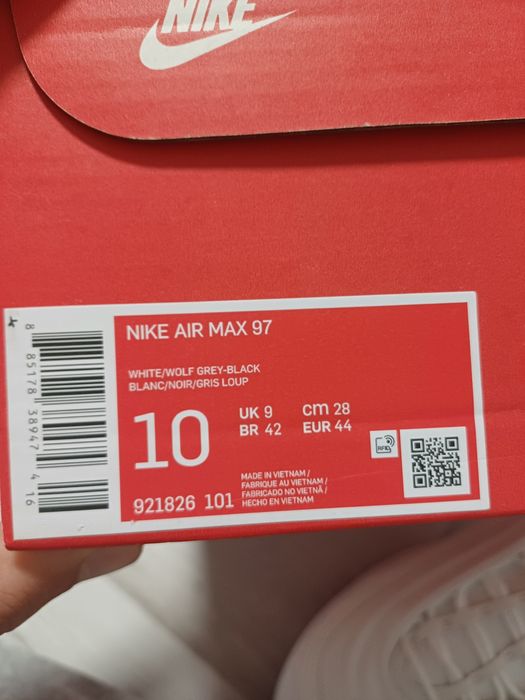 NIKE
NIKE AIR MAX 97
WHITE/WOLF GREY-BLACK
BLANC/NOIR/GRIS LOUP
10
UK 9 cm 28
BR 42 EUR 44
RFID
MADE IN VIETNAM /
FABRIQUE AU VIETNAM /
FABRICADO NO VIETNÃ /
HECHO EN VIETNAM
921826 101
8 85178 38947 4 16